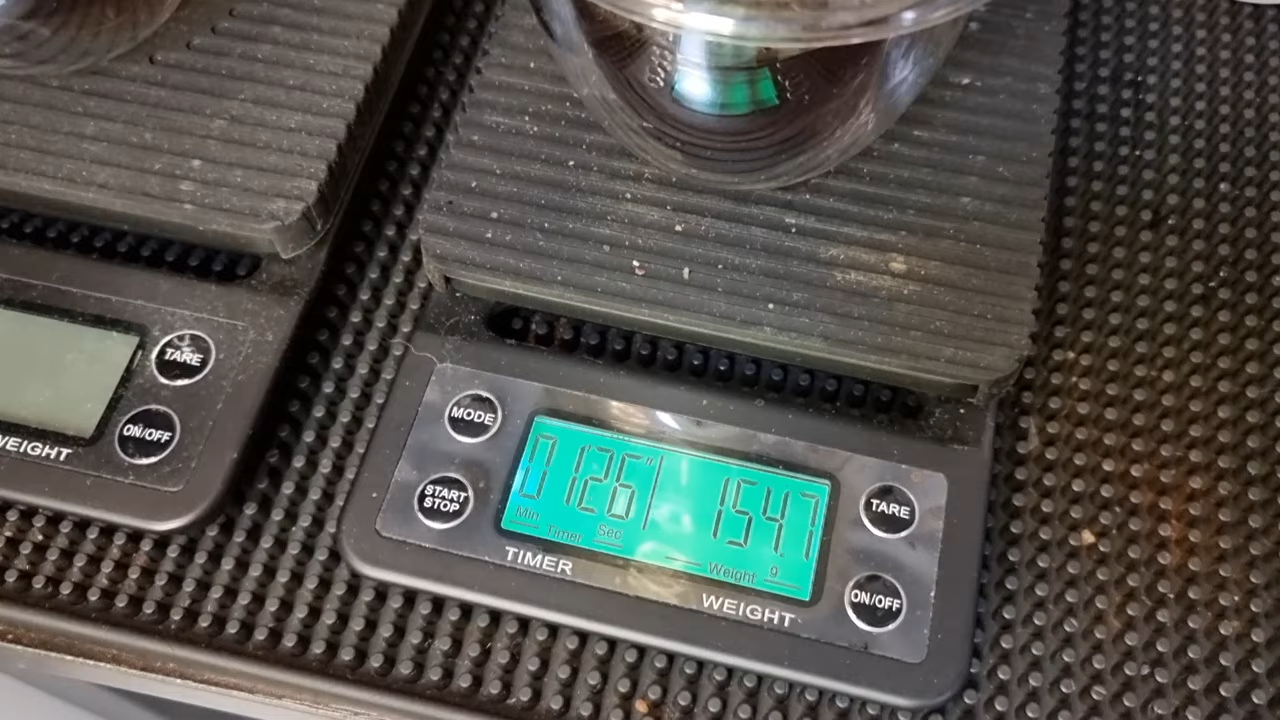 TARE
ON/OFF
WEIGHT
MODE
START
STOP
0126"
154.7
Min
Timer
Sec
Weight
g
TIMER
WEIGHT
TARE
ON/OFF